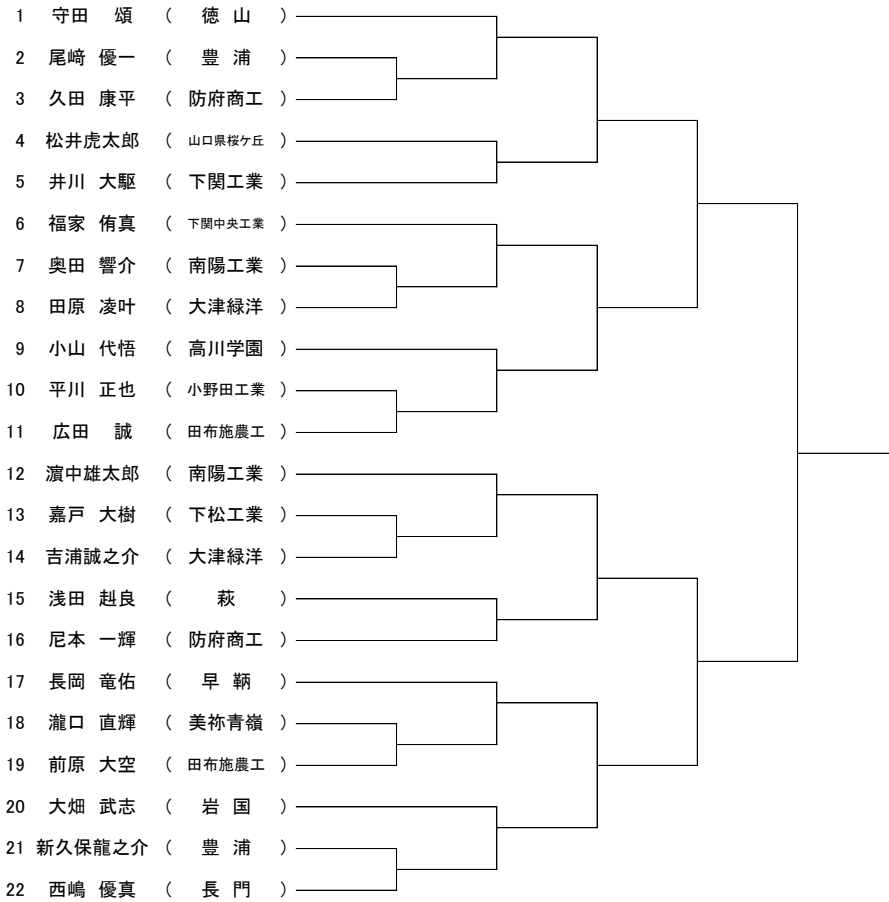 1 守田 頌 ( 徳 山 )
2 尾﨑 優一 ( 豊 浦 )
3 久田 康平 ( 防府商工 )
4 松井虎太郎 ( 山口県桜ケ丘 )
5 井川 大駆 ( 下関工業 )
6 福家 侑真 ( 下関中央工業 )
7 奥田 響介 ( 南陽工業 )
8 田原 凌叶 ( 大津緑洋 )
9 小山 代悟 ( 高川学園 )
10 平川 正也 ( 小野田工業 )
11 広田 誠 ( 田布施農工 )
12 濵中雄太郎 ( 南陽工業 )
13 嘉戸 大樹 ( 下松工業 )
14 吉浦誠之介 ( 大津緑洋 )
15 浅田 赳良 ( 萩 )
16 尼本 一輝 ( 防府商工 )
17 長岡 竜佑 ( 早 鞆 )
18 瀧口 直輝 ( 美祢青嶺 )
19 前原 大空 ( 田布施農工 )
20 大畑 武志 ( 岩 国 )
21 新久保龍之介 ( 豊 浦 )
22 西嶋 優真 ( 長 門 )